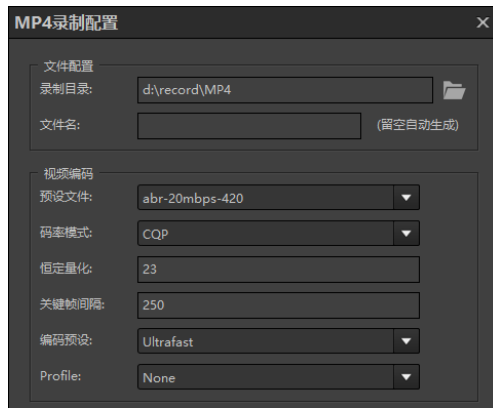 MP4录制配置
文件配置
录制目录: d:\record\MP4
文件名: (留空自动生成)
视频编码
预设文件: abr-20mbps-420
码率模式: CQP
恒定量化: 23
关键帧间隔: 250
编码预设: Ultrafast
Profile: None